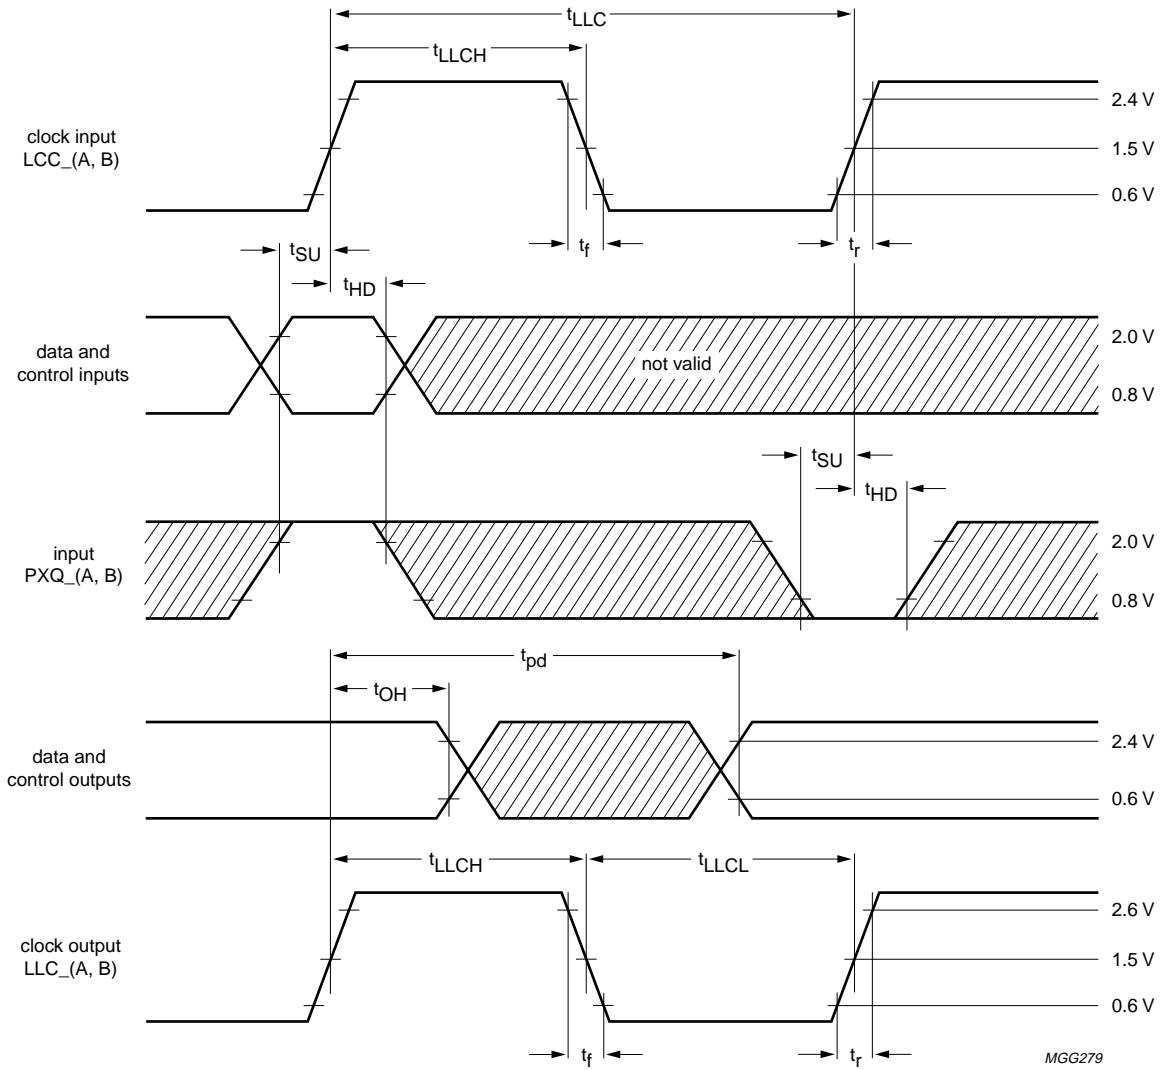 tLLC
tLLCH
2.4 V
clock input
LCC_(A, B)
1.5 V
0.6 V
tSU
tf
tr
tHD
2.0 V
data and
control inputs
not valid
0.8 V
tSU
tHD
input
PXQ_(A, B)
2.0 V
0.8 V
tpd
tOH
data and
control outputs
2.4 V
0.6 V
tLLCH
tLLCL
2.6 V
clock output
LLC_(A, B)
1.5 V
0.6 V
tf
tr
MGG279